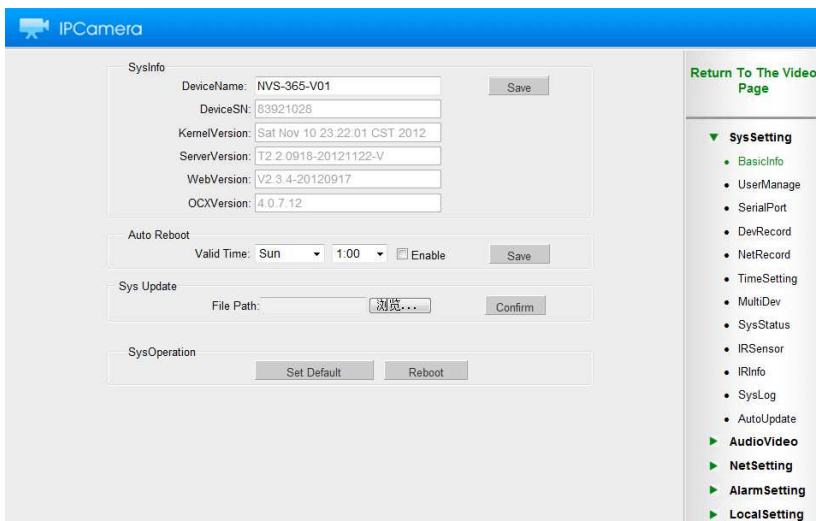 IPCamera
SysInfo
DeviceName: NVS-365-V01 Save
DeviceSN: 83921028
KernelVersion: Sat Nov 10 23:22:01 CST 2012
ServerVersion: T2.2.0918-20121122-V
WebVersion: V2.3.4-20120917
OCXVersion: 4.0.7.12
Auto Reboot
Valid Time: Sun 1:00 Enable Save
Sys Update
File Path: 浏览... Confirm
SysOperation
Set Default Reboot
Return To The Video
Page
SysSetting
BasicInfo
UserManage
SerialPort
DevRecord
NetRecord
TimeSetting
MultiDev
SysStatus
IRSensor
IRInfo
SysLog
AutoUpdate
AudioVideo
NetSetting
AlarmSetting
LocalSetting